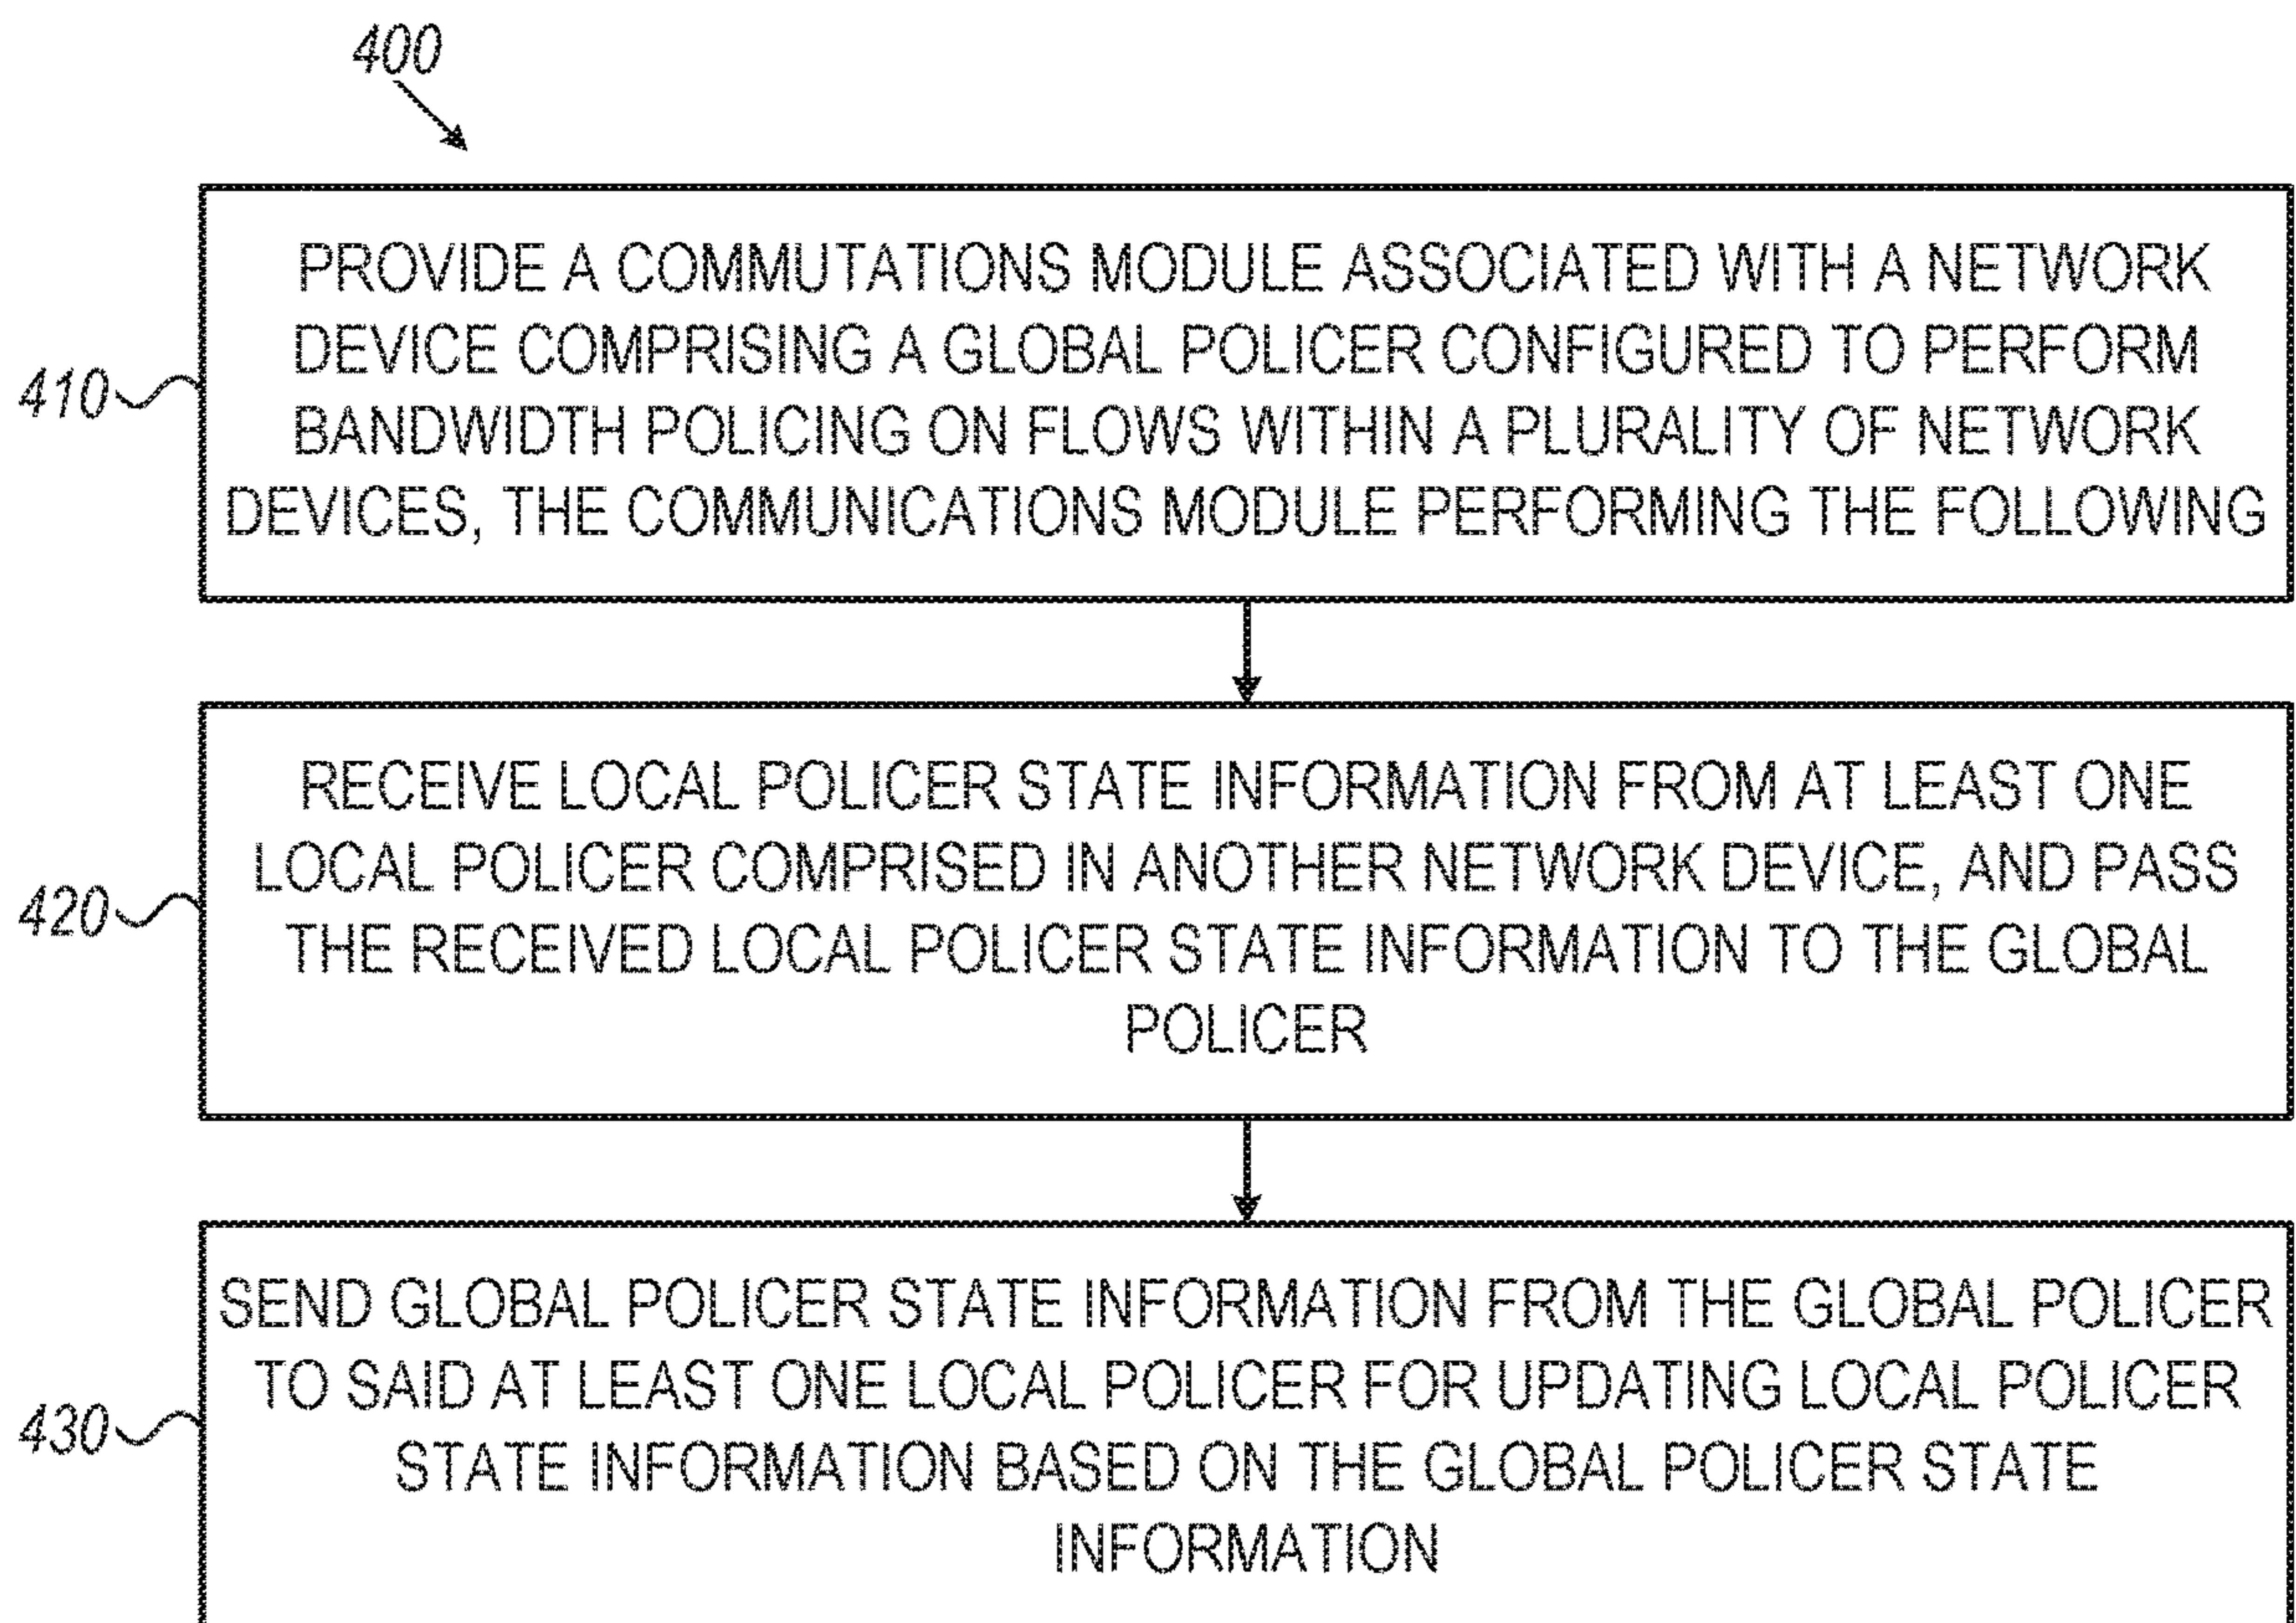 400
410
PROVIDE A COMMUTATIONS MODULE ASSOCIATED WITH A NETWORK
DEVICE COMPRISING A GLOBAL POLICER CONFIGURED TO PERFORM
BANDWIDTH POLICING ON FLOWS WITHIN A PLURALITY OF NETWORK
DEVICES, THE COMMUNICATIONS MODULE PERFORMING THE FOLLOWING
420
RECEIVE LOCAL POLICER STATE INFORMATION FROM AT LEAST ONE
LOCAL POLICER COMPRISED IN ANOTHER NETWORK DEVICE, AND PASS
THE RECEIVED LOCAL POLICER STATE INFORMATION TO THE GLOBAL
POLICER
430
SEND GLOBAL POLICER STATE INFORMATION FROM THE GLOBAL POLICER
TO SAID AT LEAST ONE LOCAL POLICER FOR UPDATING LOCAL POLICER
STATE INFORMATION BASED ON THE GLOBAL POLICER STATE
INFORMATION